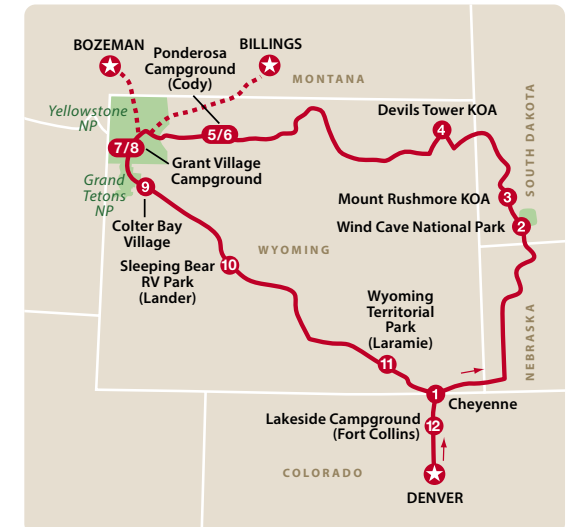 BOZEMAN
Ponderosa
Campground
(Cody)
BILLINGS
MONTANA
Yellowstone
NP
5/6
Devils Tower KOA
4
SOUTH DAKOTA
7/8
Grant Village
Campground
Grand
Tetons
NP
9
Mount Rushmore KOA
3
Colter Bay
Village
Wind Cave National Park
2
WYOMING
Sleeping Bear
RV Park
(Lander)
10
Wyoming
Territorial
Park
(Laramie)
11
NEBRASKA
1
Cheyenne
Lakeside Campground
(Fort Collins)
12
COLORADO
DENVER